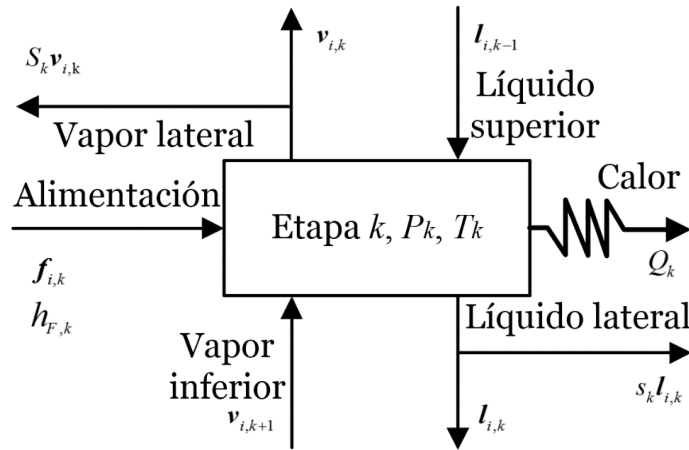 v_{i,k}
l_{i,k-1}
S_k v_{i,k}
Líquido
superior
Vapor lateral
Alimentación
Calor
Etapa k, P_k, T_k
f_{i,k}
h_{F,k}
Q_k
Líquido lateral
Vapor
inferior
v_{i,k+1}
l_{i,k}
s_k l_{i,k}